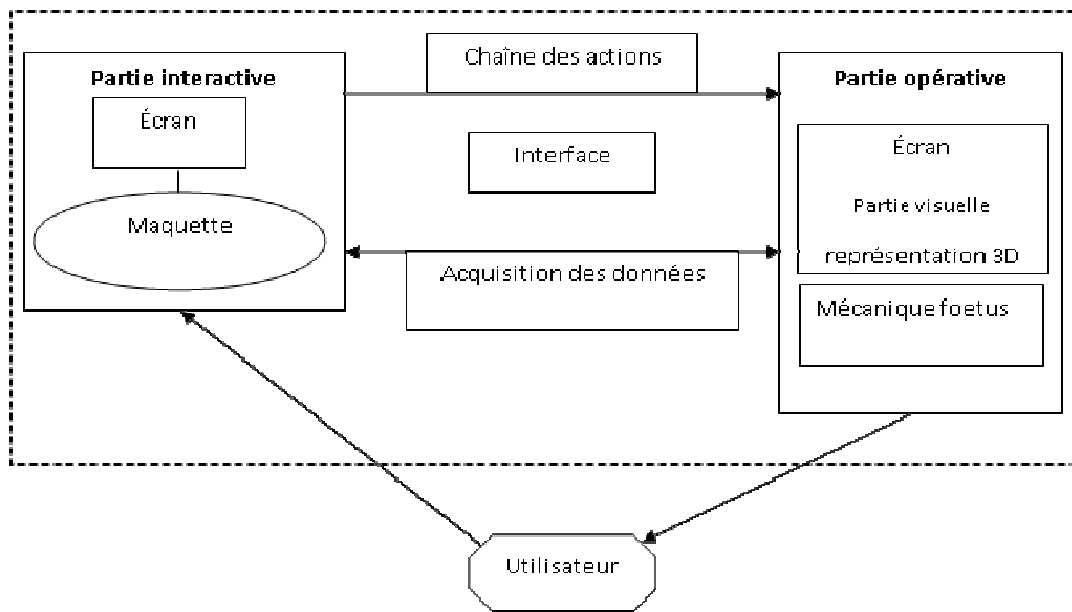 Chaîne des actions
Partie interactive
Écran
Maquette
Interface
Acquisition des données
Partie opérative
Écran
Partie visuelle
représentation 3D
Mécanique foetus
Utilisateur